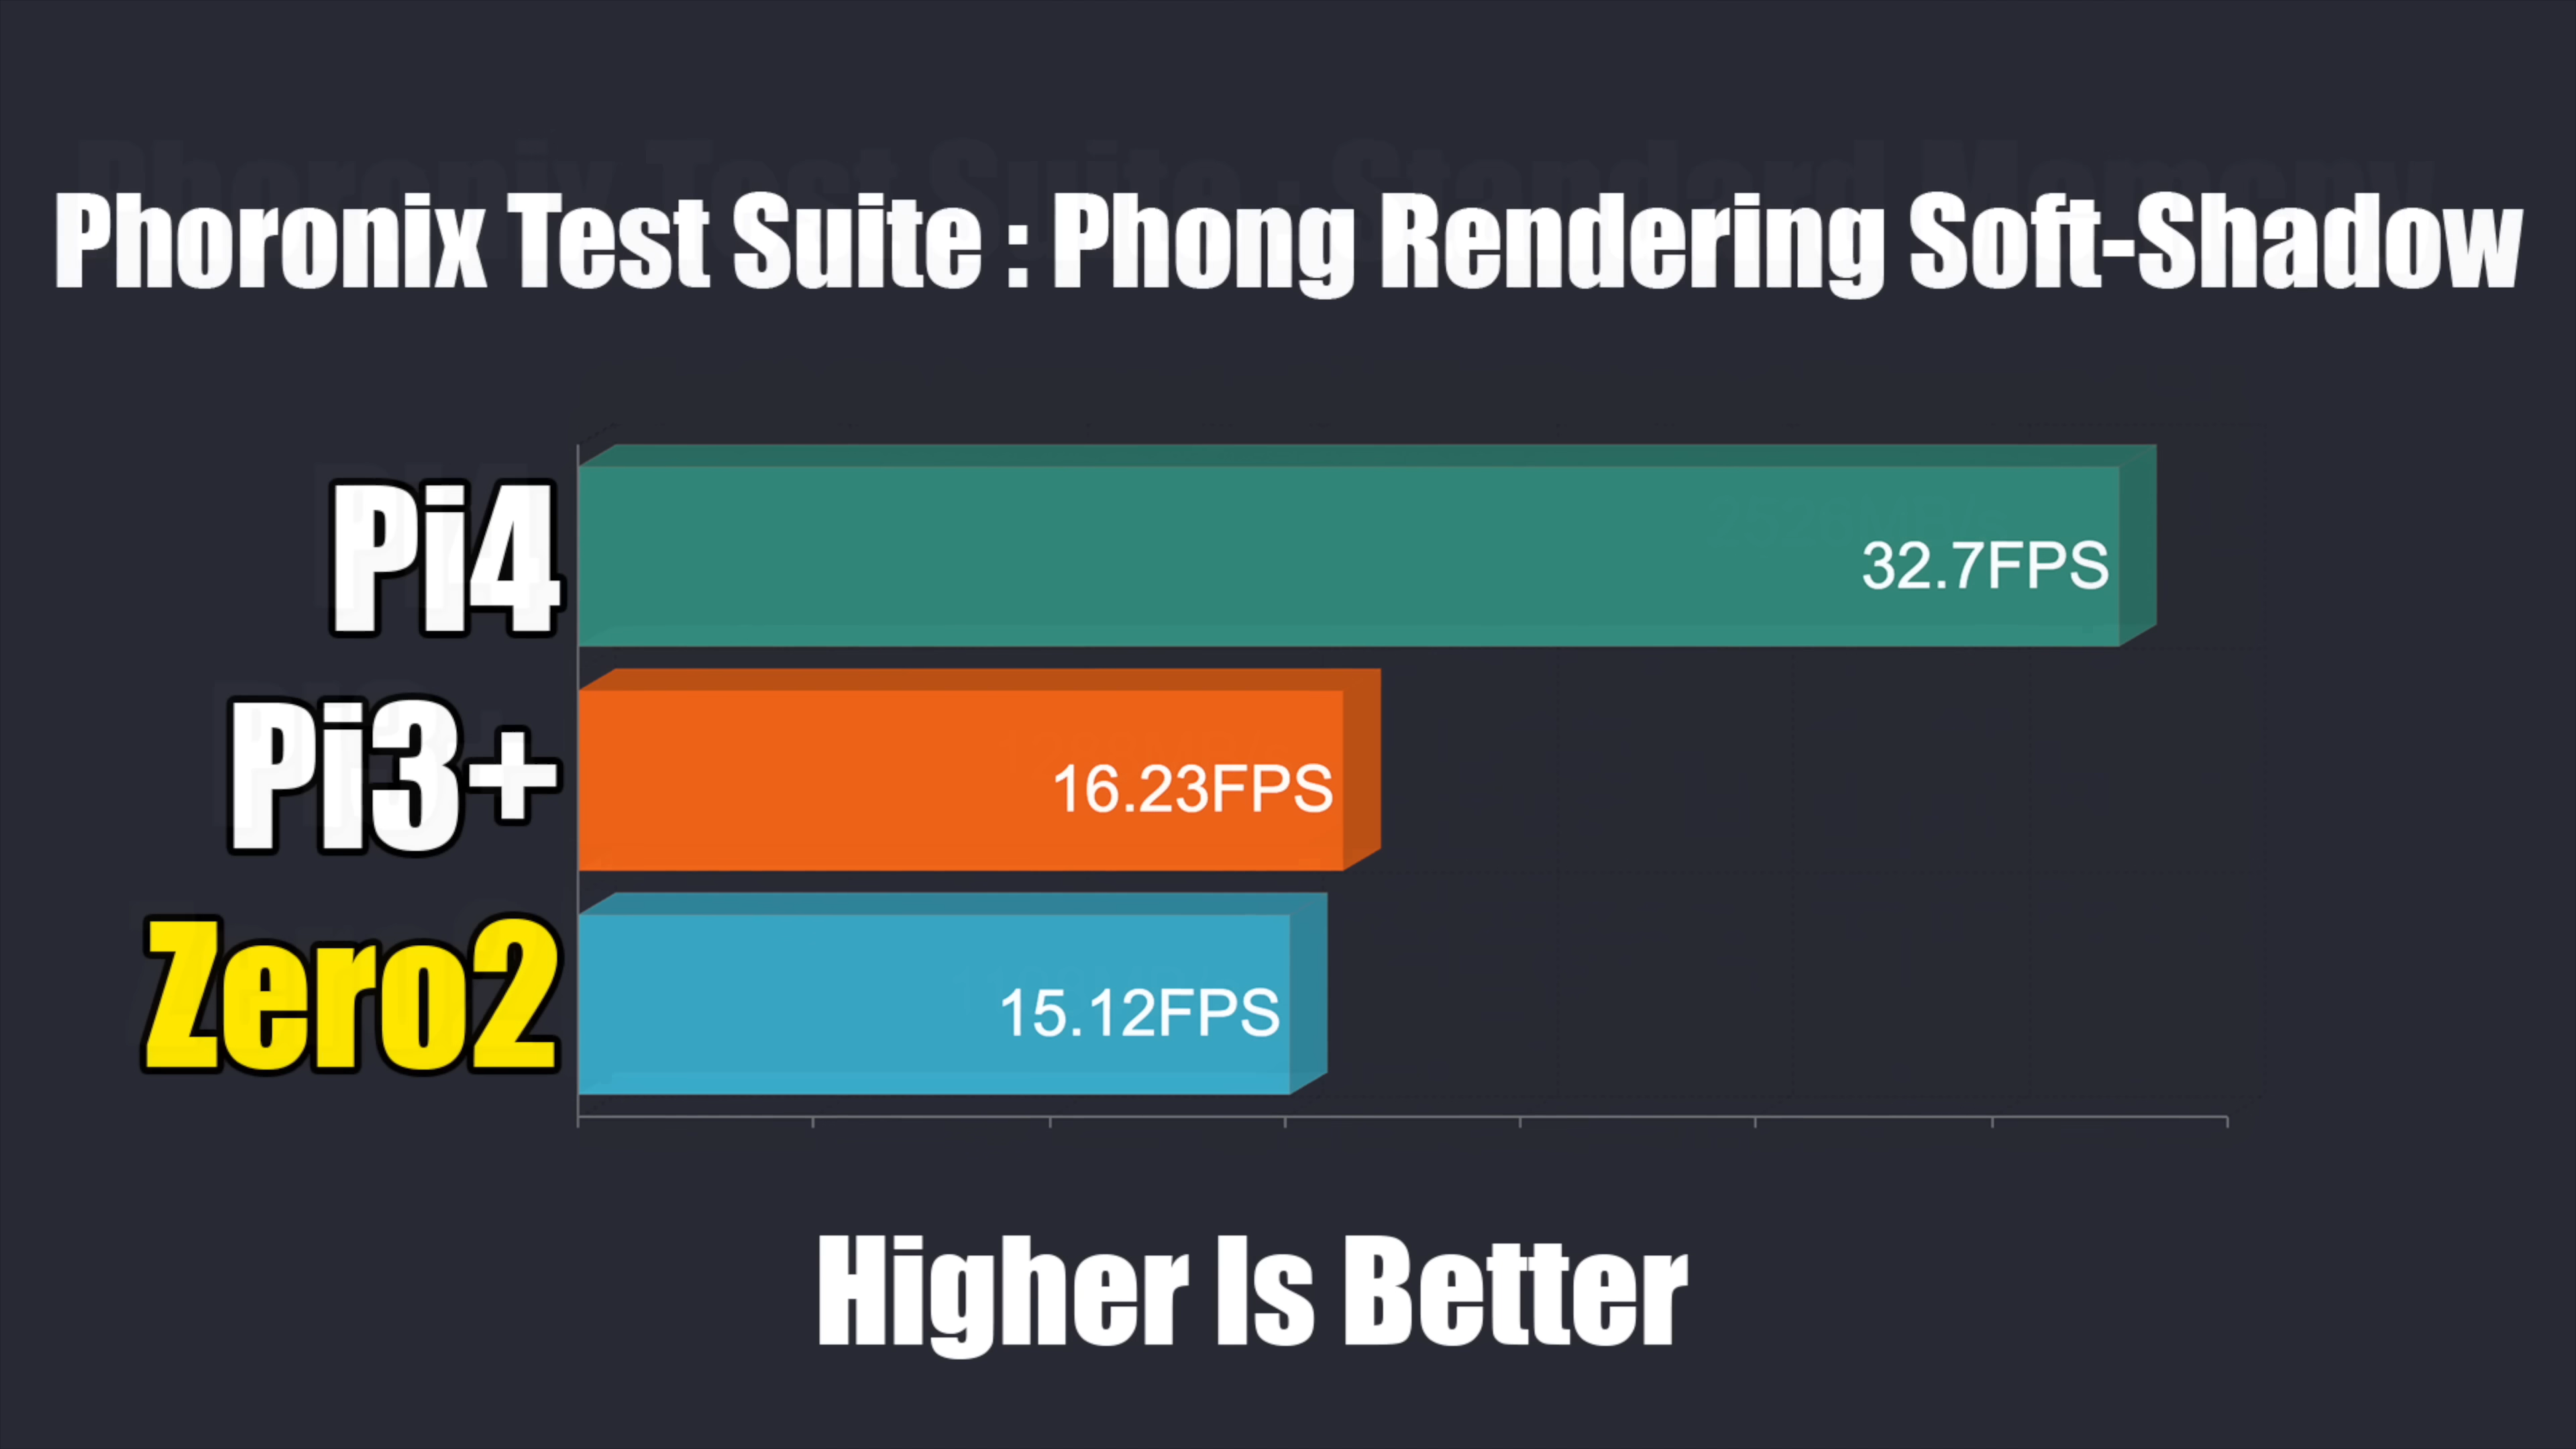 Phoronix Test Suite : Phong Rendering Soft-Shadow
Pi4
32.7FPS
Pi3+
16.23FPS
Zero2
15.12FPS
Higher Is Better